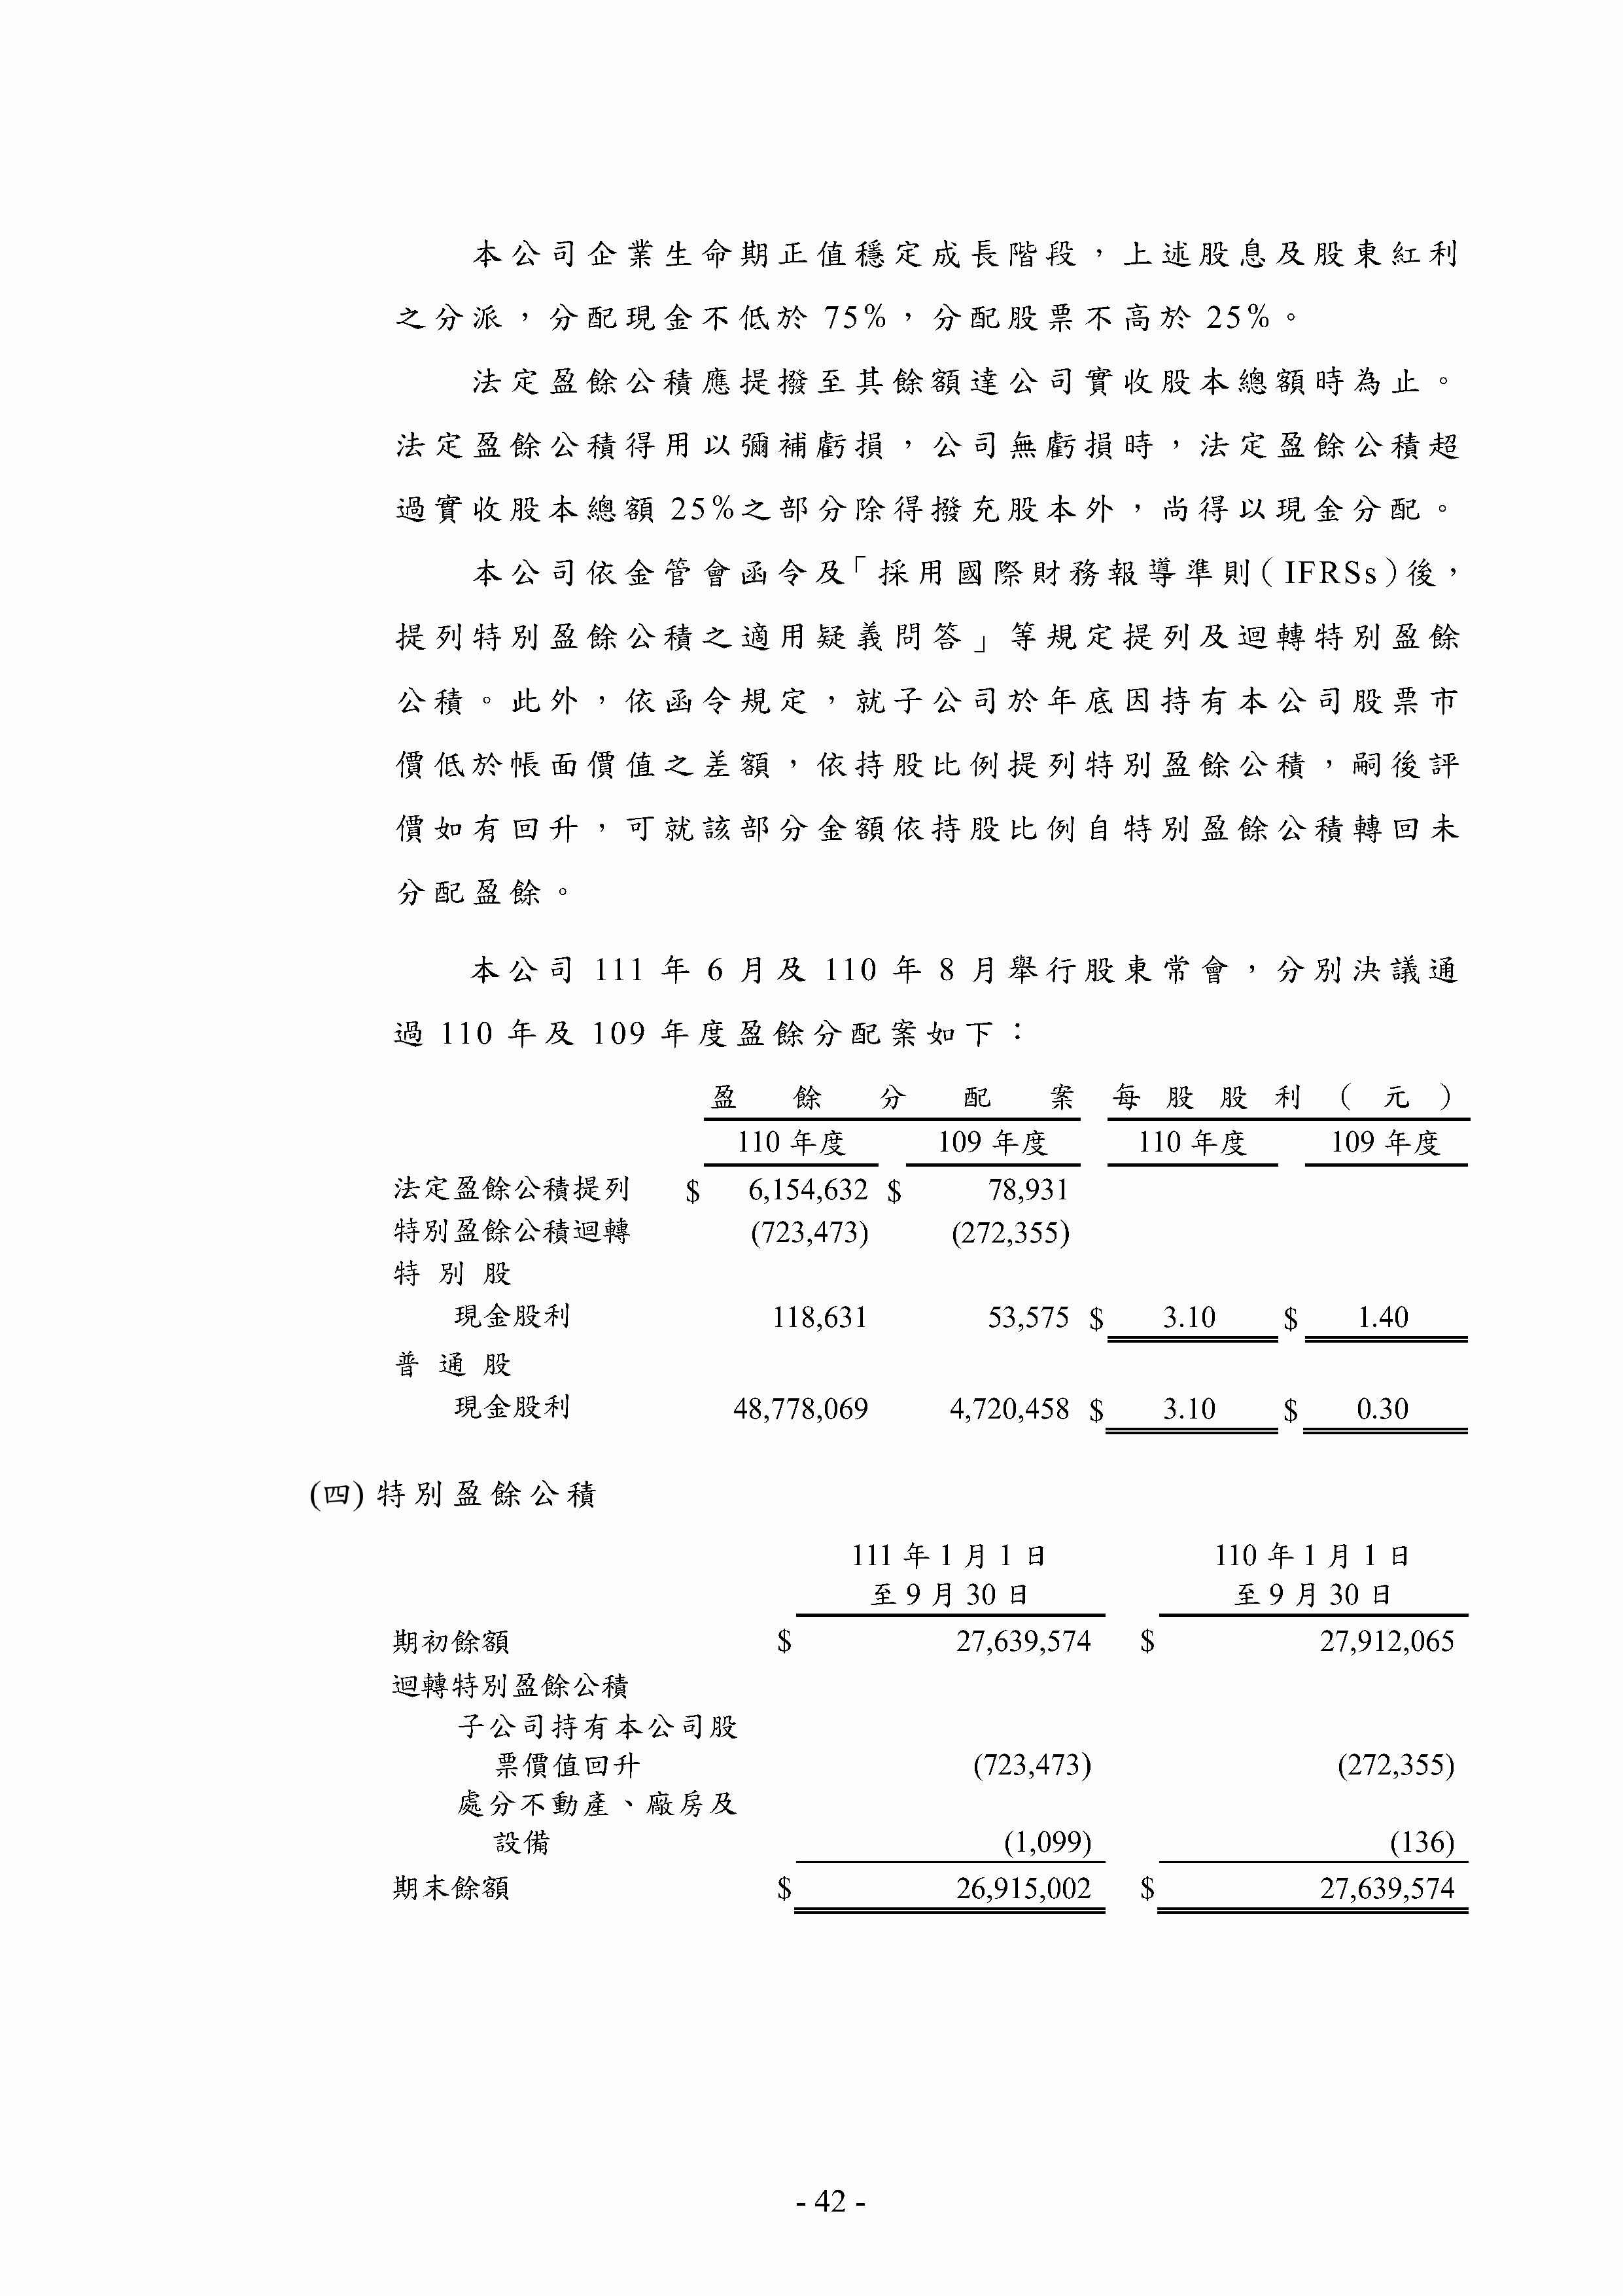 本公司企業生命期正值穩定成長階段，上述股息及股東紅利
之分派，分配現金不低於 75%，分配股票不高於 25%。
法定盈餘公積應提撥至其餘額達公司實收股本總額時為止。
法定盈餘公積得用以彌補虧損，公司無虧損時，法定盈餘公積超
過實收股本總額 25%之部分除得撥充股本外，尚得以現金分配。
本公司依金管會函令及「採用國際財務報導準則(IFRSs)後，
提列特別盈餘公積之適用疑義問答」等規定提列及迴轉特別盈餘
公積。此外，依函令規定，就子公司於年底因持有本公司股票市
價低於帳面價值之差額，依持股比例提列特別盈餘公積，嗣後評
價如有回升，可就該部分金額依持股比例自特別盈餘公積轉回未
分配盈餘。
本公司 111 年 6 月及 110 年 8 月舉行股東常會，分別決議通
過 110 年及 109 年度盈餘分配案如下：
盈餘分配案 每股股利(元)
110 年度 109 年度 110 年度 109 年度
法定盈餘公積提列 $ 6,154,632 $ 78,931
特別盈餘公積迴轉 (723,473) (272,355)
特別股
現金股利 118,631 53,575 $ 3.10 $ 1.40
普通股
現金股利 48,778,069 4,720,458 $ 3.10 $ 0.30
(四) 特別盈餘公積
111 年 1 月 1 日 110 年 1 月 1 日
至 9 月 30 日 至 9 月 30 日
期初餘額 $ 27,639,574 $ 27,912,065
迴轉特別盈餘公積
子公司持有本公司股
票價值回升 (723,473) (272,355)
處分不動產、廠房及
設備 (1,099) (136)
期末餘額 $ 26,915,002 $ 27,639,574
- 42 -